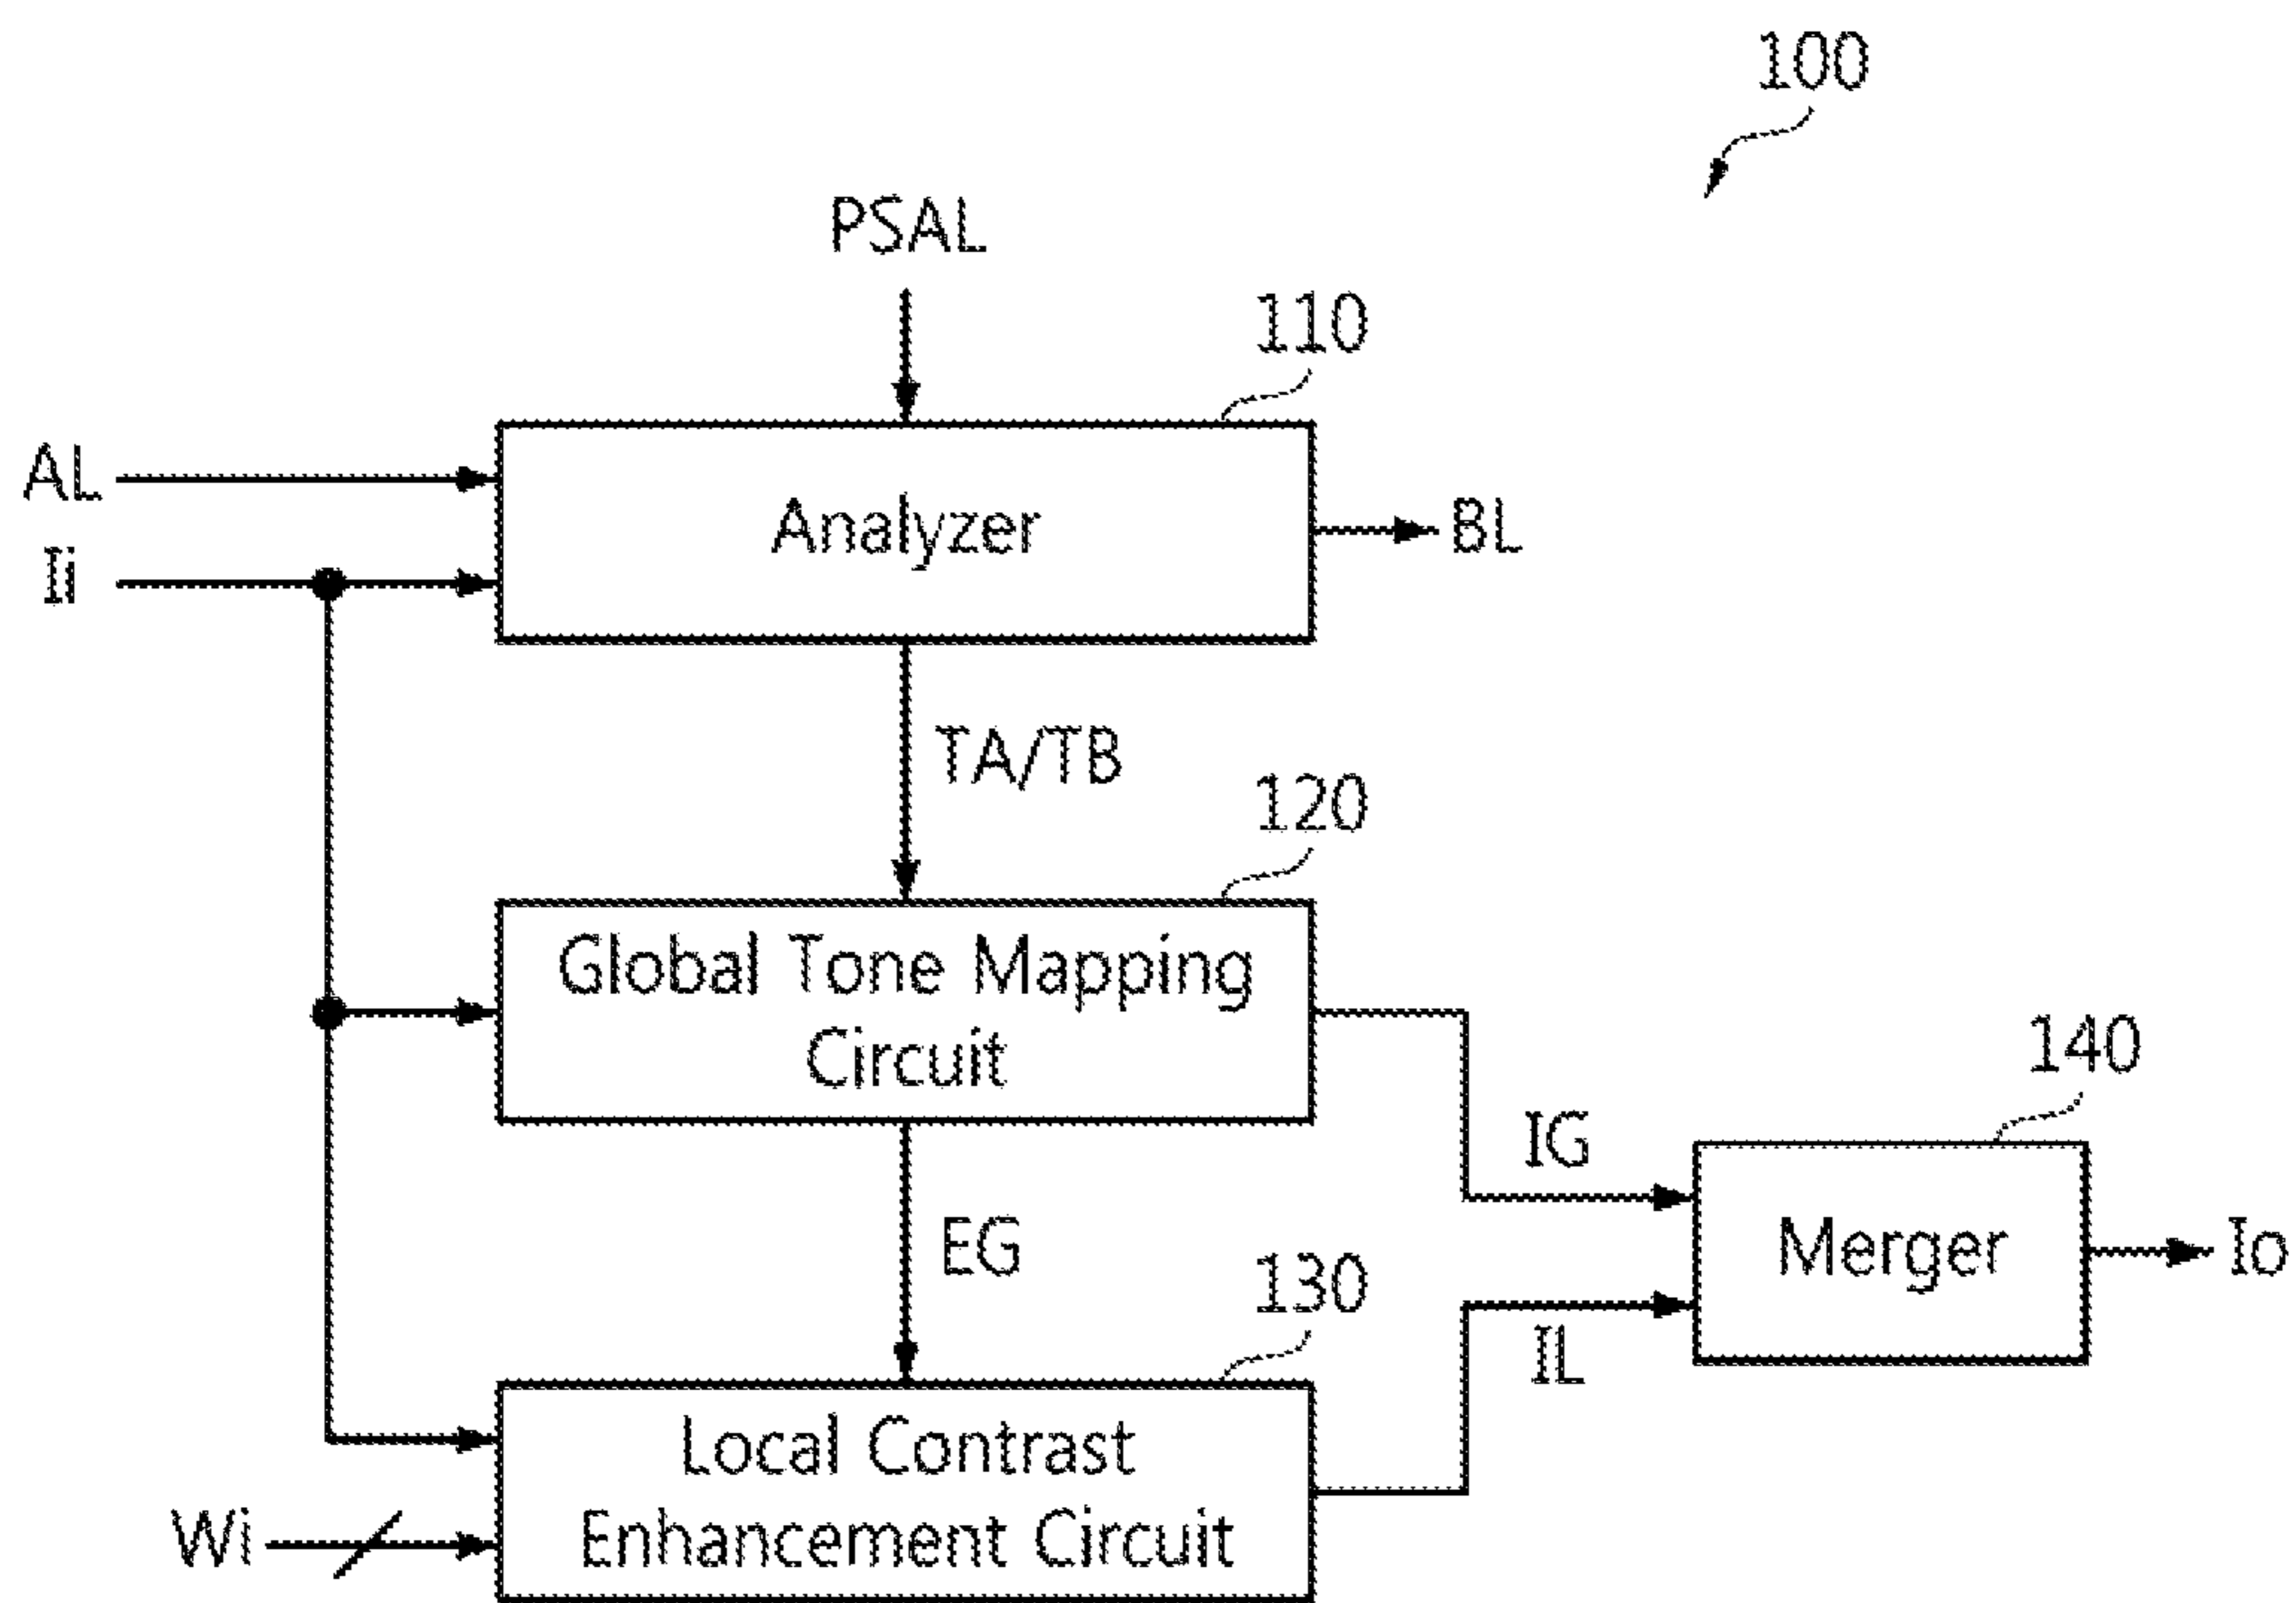 100
PSAL
110
AL
Analyzer
BL
Ii
TA/TB
120
Global Tone Mapping
Circuit
140
IG
EG
Merger
Io
130
IL
Local Contrast
Enhancement Circuit
Wi